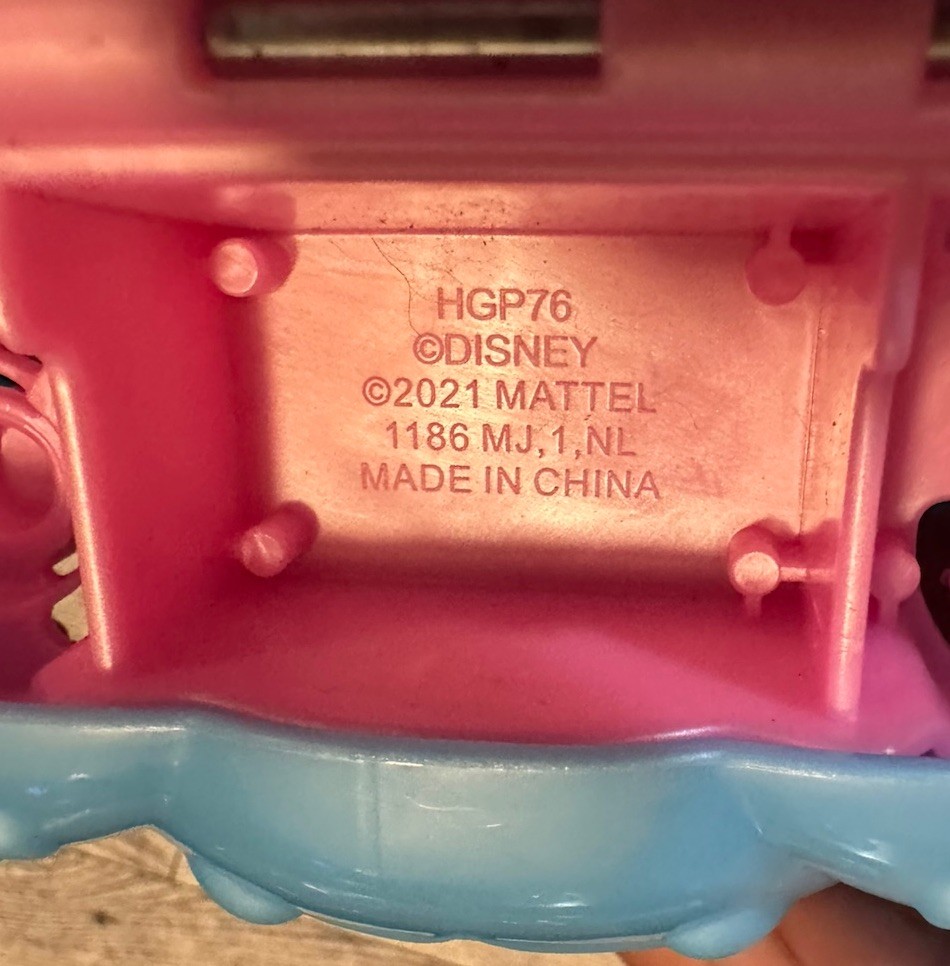 HGP76
©DISNEY
©2021 MATTEL
1186 MJ,1,NL
MADE IN CHINA